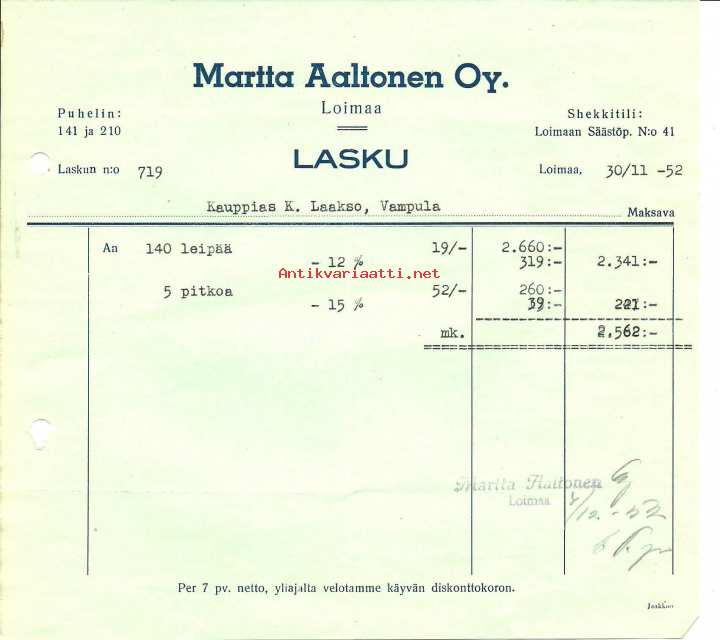 Martta Aaltonen Oy.
Loimaa
Puhelin:
141 ja 210
Shekkitili:
Loimaan Säästöp. N:o 41
LASKU
Laskun n:o 719
Loimaa, 30/11 -52
Kauppias K. Laakso, Vampula
Maksava
An 140 leipää 19/- 2.660:-
- 12 % 319:- 2.341:-
Antikvariaatti.net
5 pitkoa 52/- 260:-
- 15 % 39:- 221:-
mk. 2.562:-
Martta Aaltonen
Loimaa
Per 7 pv. netto, yliajalta velotamme käyvän diskonttokoron.
Jaakkoo